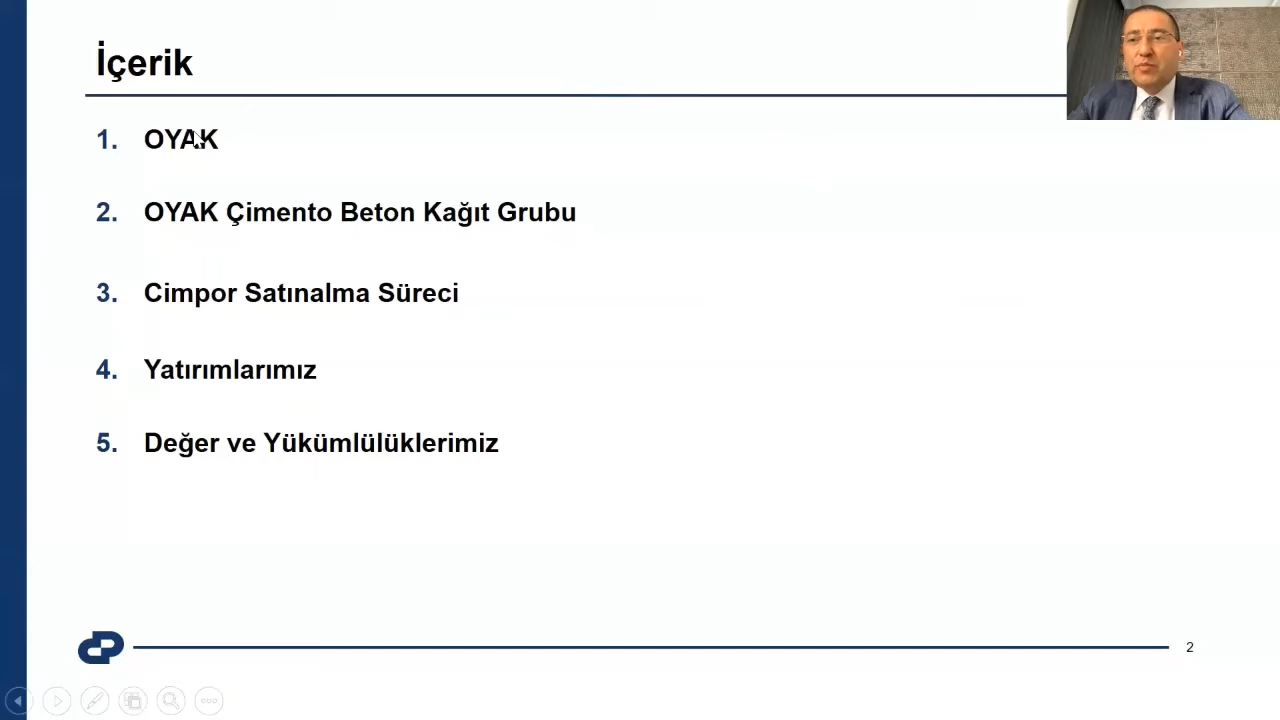 İçerik
1. OYAK
2. OYAK Çimento Beton Kağıt Grubu
3. Cimpor Satınalma Süreci
4. Yatırımlarımız
5. Değer ve Yükümlülüklerimiz
2